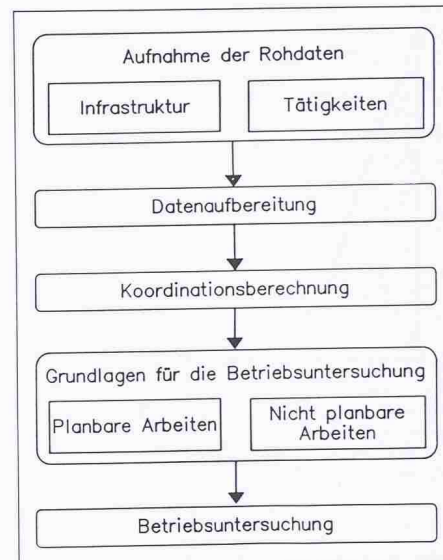 Aufnahme der Rohdaten
Infrastruktur
Tätigkeiten
Datenaufbereitung
Koordinationsberechnung
Grundlagen für die Betriebsuntersuchung
Planbare Arbeiten
Nicht planbare
Arbeiten
Betriebsuntersuchung